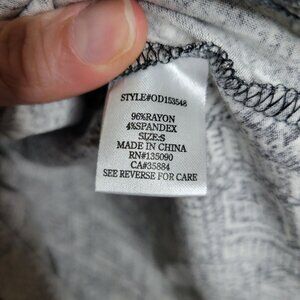 STYLE#OD153548
96%RAYON
4%SPANDEX
SIZE:S
MADE IN CHINA
RN#135090
CA#35884
SEE REVERSE FOR CARE